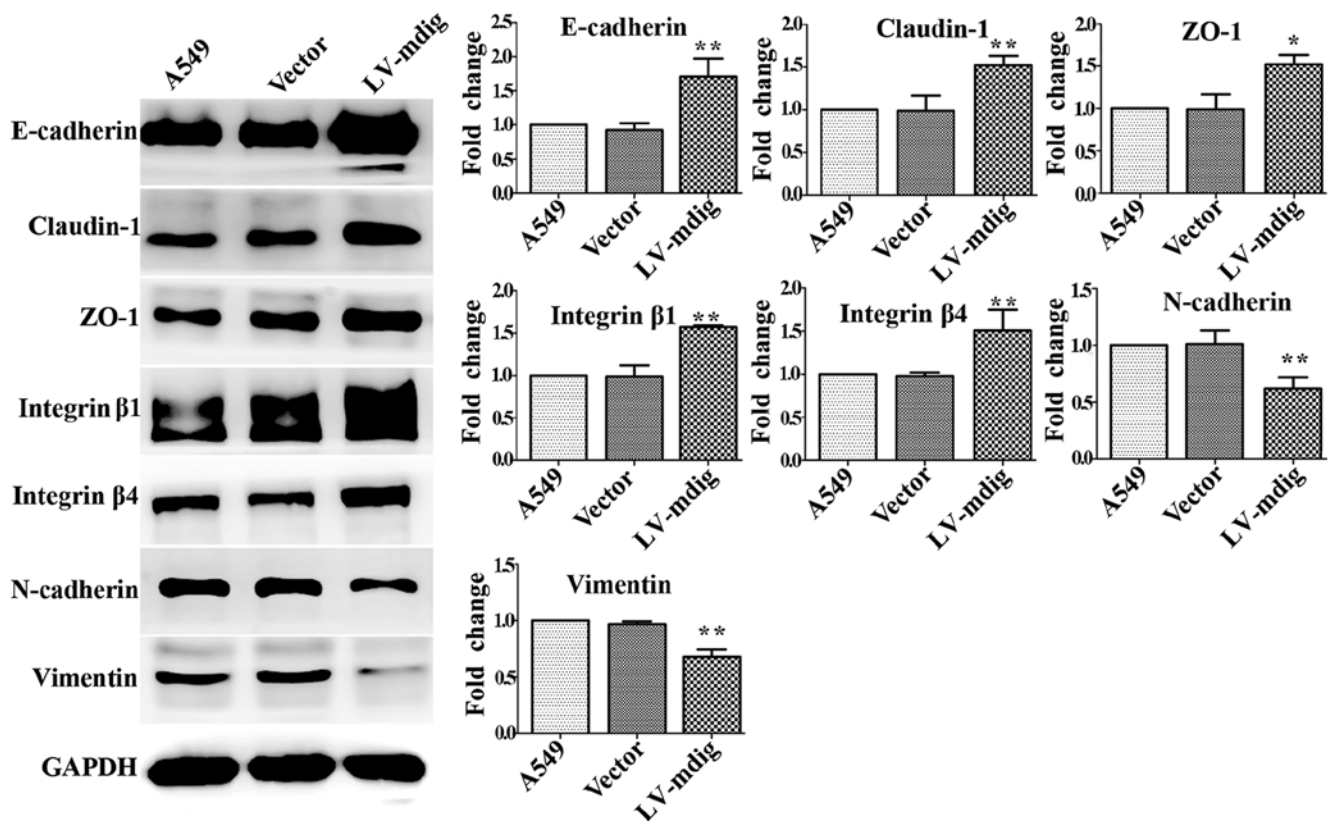 A549 Vector LV-mdig
E-cadherin
Claudin-1
ZO-1
Integrin β1
Integrin β4
N-cadherin
Vimentin
GAPDH
E-cadherin
Fold change
2.5
2.0
1.5
1.0
0.5
0.0
**
A549 Vector LV-mdig
Claudin-1
Fold change
2.0
1.5
1.0
0.5
0.0
**
A549 Vector LV-mdig
ZO-1
Fold change
2.0
1.5
1.0
0.5
0.0
*
A549 Vector LV-mdig
Integrin β1
Fold change
2.0
1.5
1.0
0.5
0.0
**
A549 Vector LV-mdig
Integrin β4
Fold change
2.0
1.5
1.0
0.5
0.0
**
A549 Vector LV-mdig
N-cadherin
Fold change
1.5
1.0
0.5
0.0
**
A549 Vector LV-mdig
Vimentin
Fold change
1.5
1.0
0.5
0.0
**
A549 Vector LV-mdig